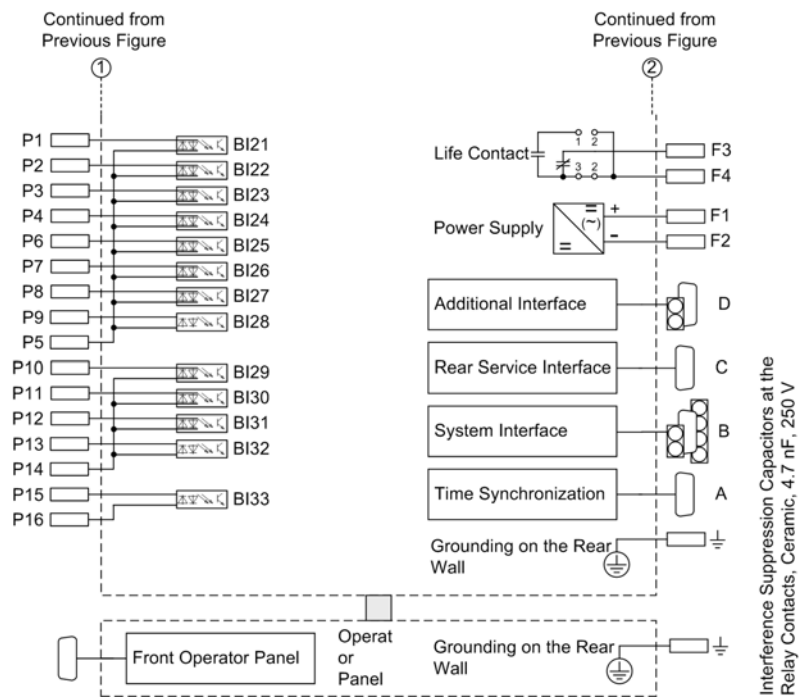 Continued from
Previous Figure
1
Continued from
Previous Figure
2
P1
BI21
P2
BI22
P3
BI23
P4
BI24
P6
BI25
P7
BI26
P8
BI27
P9
BI28
P5
P10
BI29
P11
BI30
P12
BI31
P13
BI32
P14
P15
BI33
P16
Life Contact
1 2
3 2
F3
F4
Power Supply
= + 
(~)
= -
F1
F2
Additional Interface
D
Rear Service Interface
C
System Interface
B
Time Synchronization
A
Grounding on the Rear
Wall
Front Operator Panel
Operat
or
Panel
Grounding on the Rear
Wall
Interference Suppression Capacitors at the
Relay Contacts, Ceramic, 4.7 nF, 250 V